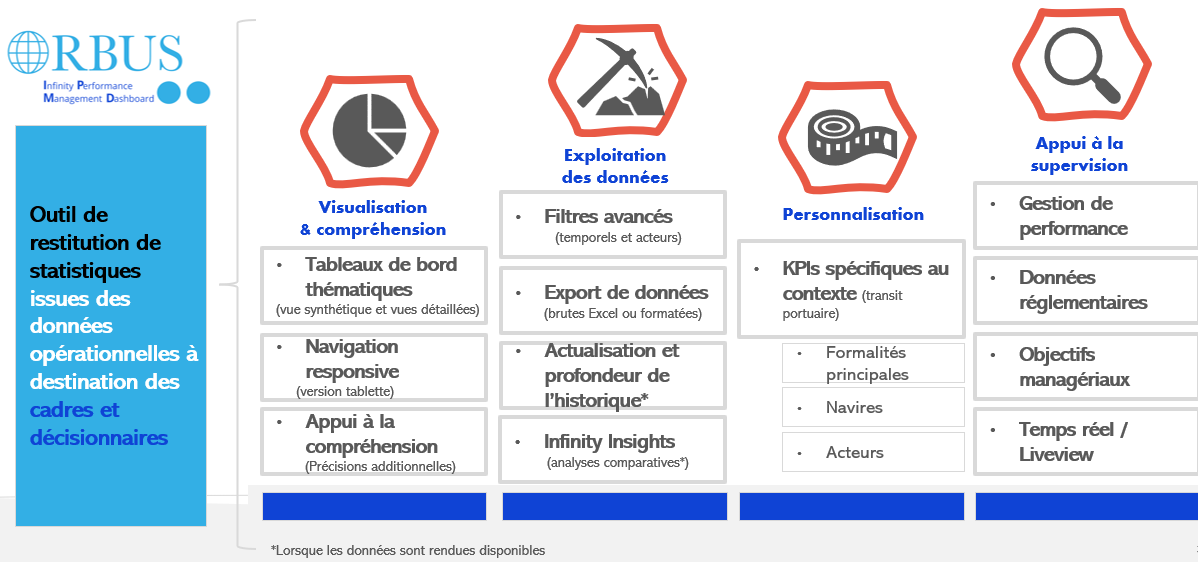 ORBUS
Infinity Performance
Management Dashboard
Outil de
restitution de
statistiques
issues des
données
opérationnelles à
destination des
cadres et
décisionnaires
Visualisation
& compréhension
• Tableaux de bord
thématiques
(vue synthétique et vues détaillées)
• Navigation
responsive
(version tablette)
• Appui à la
compréhension
(Précisions additionnelles)
Exploitation
des données
• Filtres avancés
(temporels et acteurs)
• Export de données
(brutes Excel ou formatées)
• Actualisation et
profondeur de
l’historique*
• Infinity Insights
(analyses comparatives*)
Personnalisation
• KPIs spécifiques au
contexte (transit
portuaire)
• Formalités
principales
• Navires
• Acteurs
Appui à la
supervision
• Gestion de
performance
• Données
réglementaires
• Objectifs
managériaux
• Temps réel /
Liveview
*Lorsque les données sont rendues disponibles